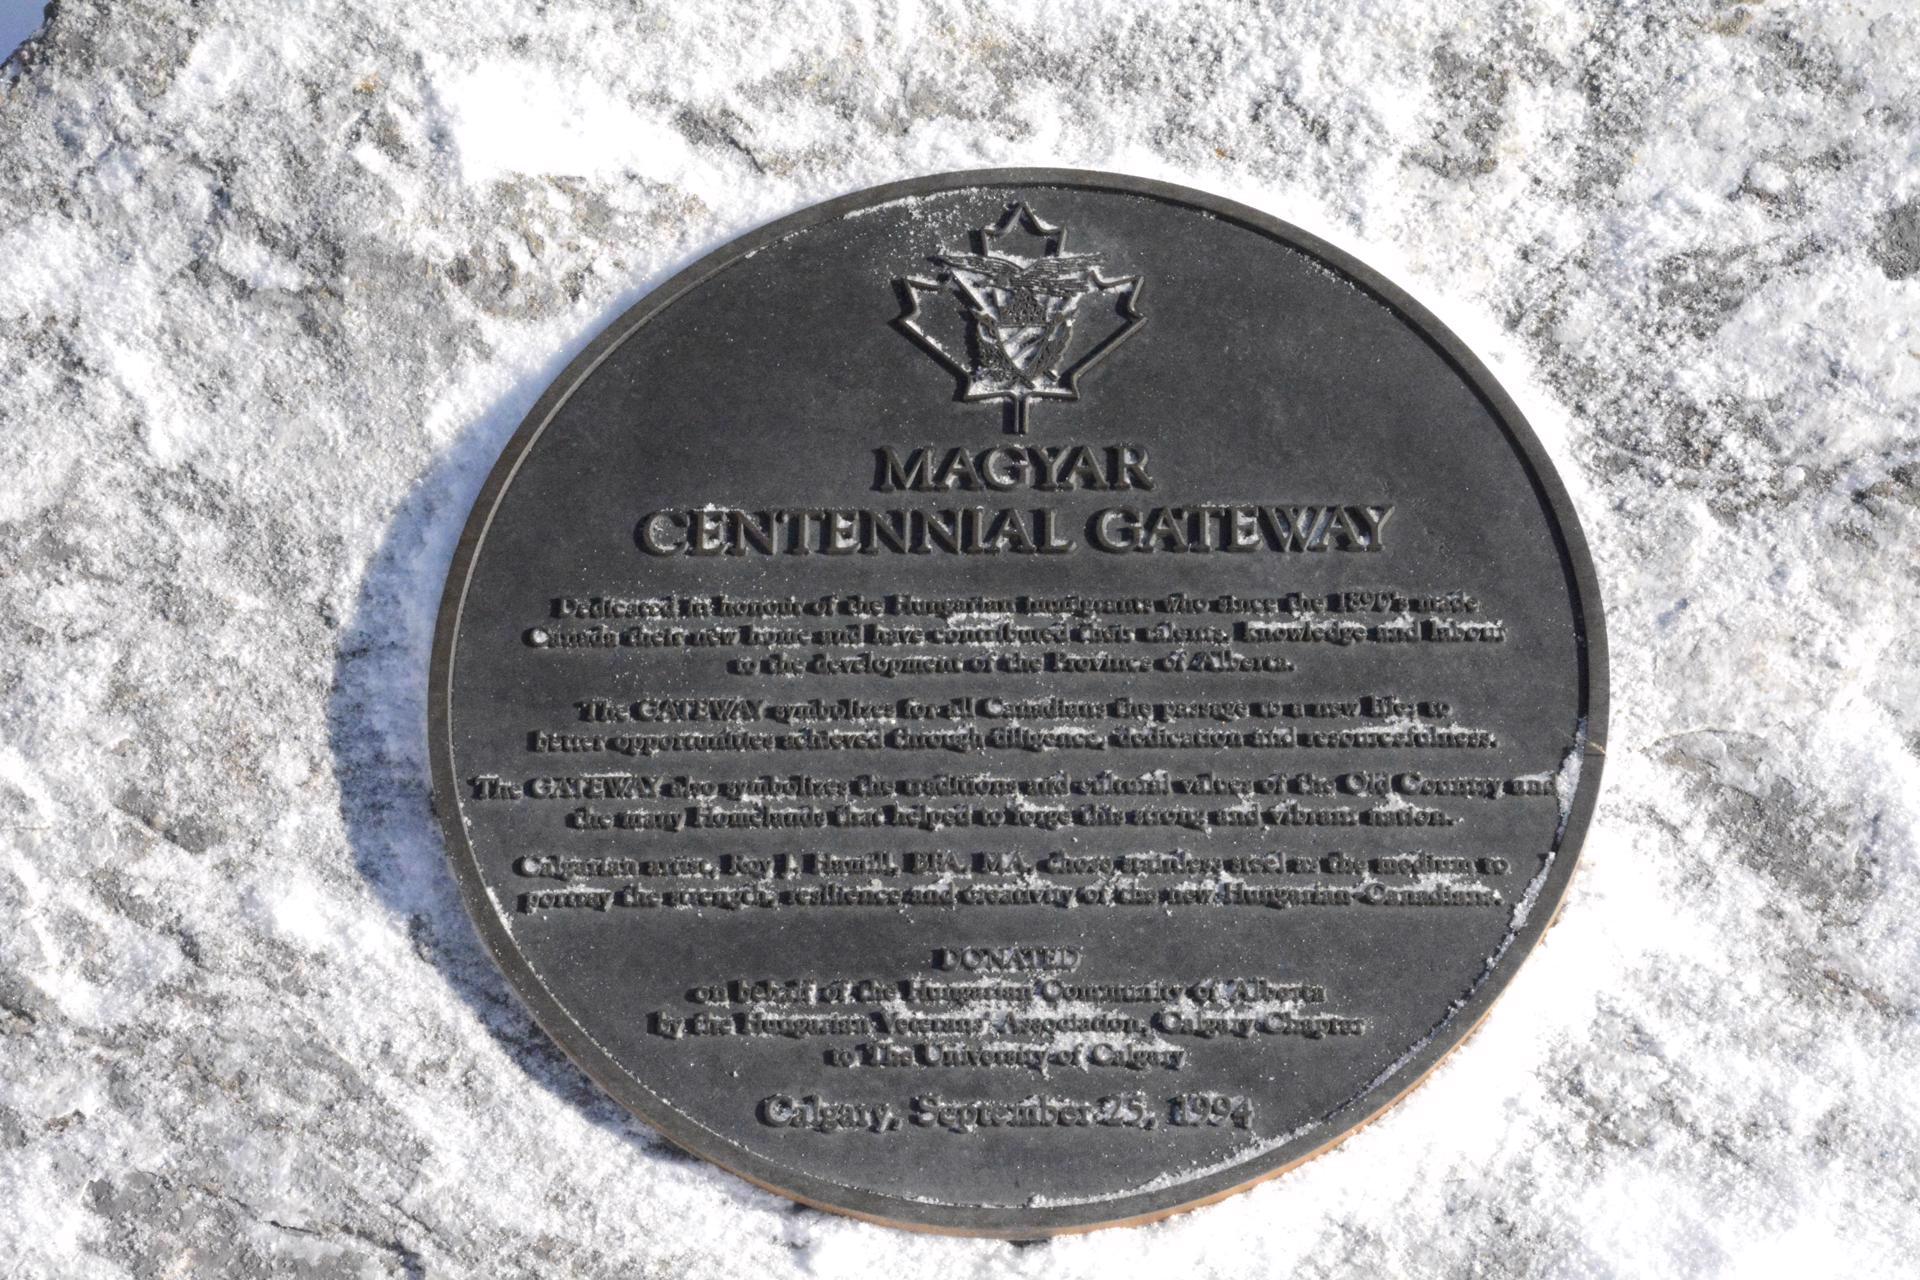 MAGYAR
CENTENNIAL GATEWAY
Dedicated in honour of the Hungarian immigrants who since the 1890's made
Canada their new home and have contributed their talents, knowledge and labour
to the development of the Province of Alberta.
The GATEWAY symbolizes for all Canadians the passage to a new life; to
better opportunities achieved through diligence, dedication and resourcefulness.
The GATEWAY also symbolizes the traditions and cultural values of the Old Country and
the many Homelands that helped to forge this strong and vibrant nation.
Calgarian artist, Roy J. BFA, MA, chose stainless steel as the medium to
portray the strength, resilience and creativity of the new Hungarian-Canadians.
DONATED
on behalf of the Hungarian Community of Alberta
by the Hungarian Veterans' Association, Calgary Chapter
to The University of Calgary
Calgary, September 25, 1994